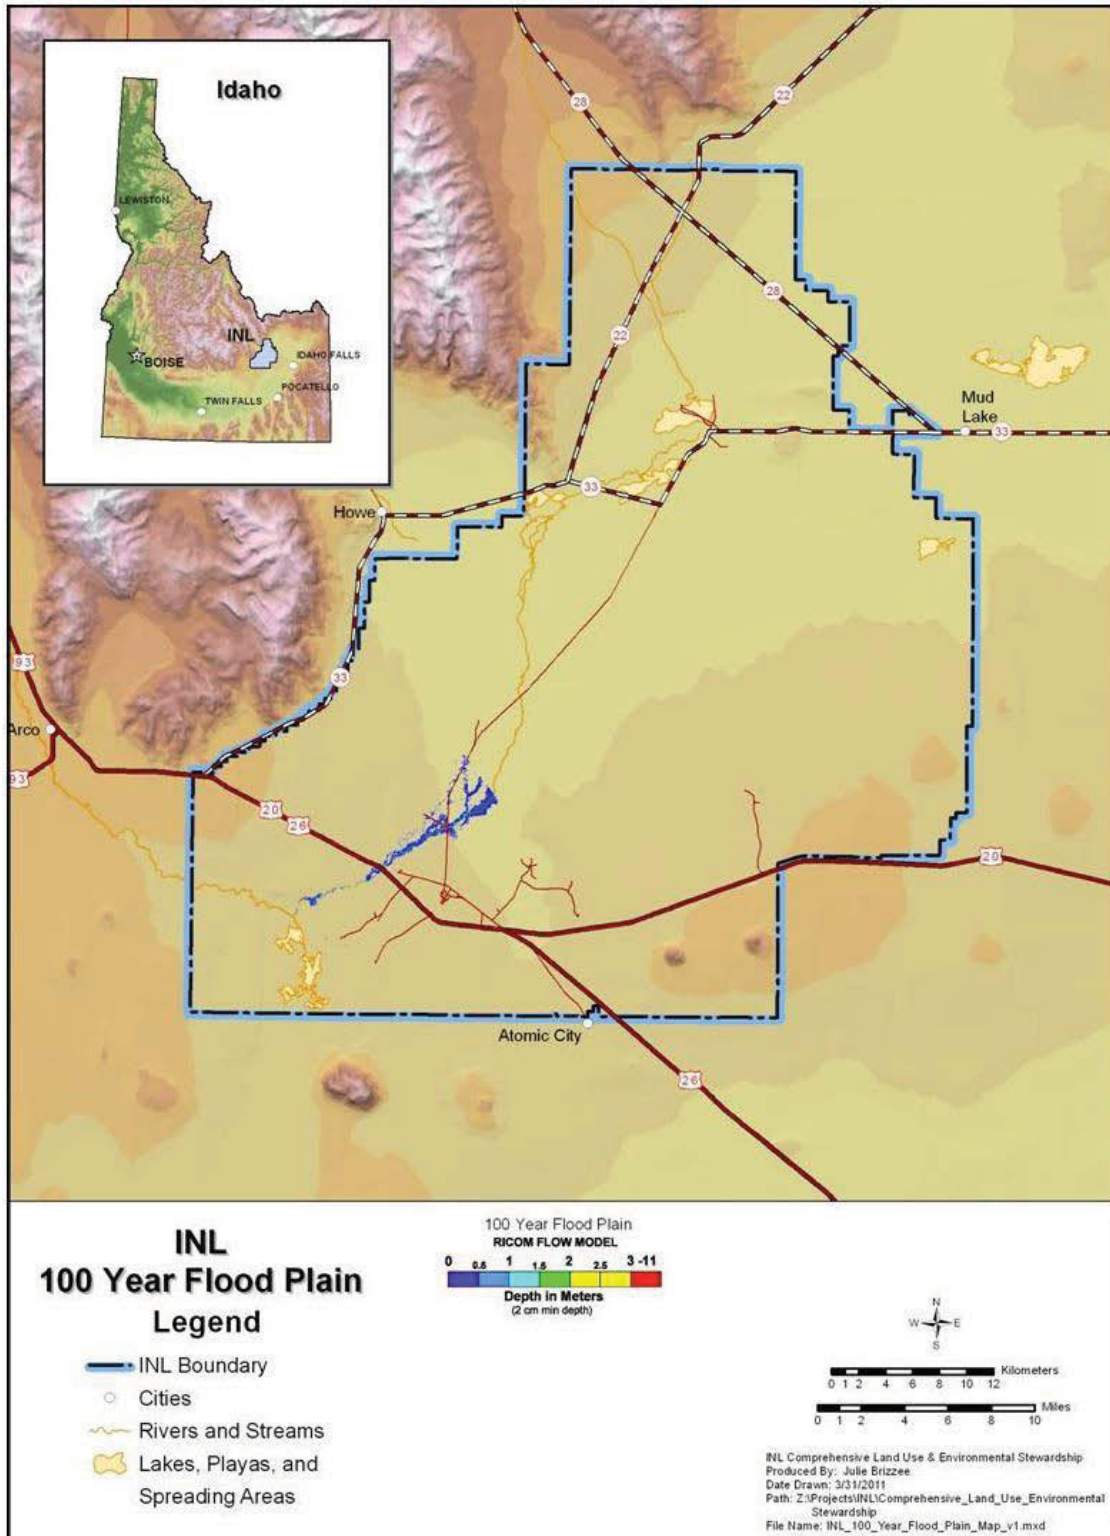 Idaho
LEWISTON
INL
BOISE
IDAHO FALLS
POCATELLO
TWIN FALLS
28
22
28
22
Mud
Lake
33
33
Howe
33
93
Arco
93
20
26
20
Atomic City
26
INL
100 Year Flood Plain
Legend
INL Boundary
Cities
Rivers and Streams
Lakes, Playas, and
Spreading Areas
100 Year Flood Plain
RICOM FLOW MODEL
0 0.5 1 1.5 2 2.5 3 -11
Depth in Meters
(2 cm min depth)
N
W E
S
Kilometers
0 1 2 4 6 8 10 12
Miles
0 1 2 4 6 8 10
INL Comprehensive Land Use & Environmental Stewardship
Produced By: Julie Brizzee
Date Drawn: 3/31/2011
Path: Z:\Projects\INL\Comprehensive_Land_Use_Environmental
Stewardship
File Name: INL_100_Year_Flood_Plain_Map_v1.mxd